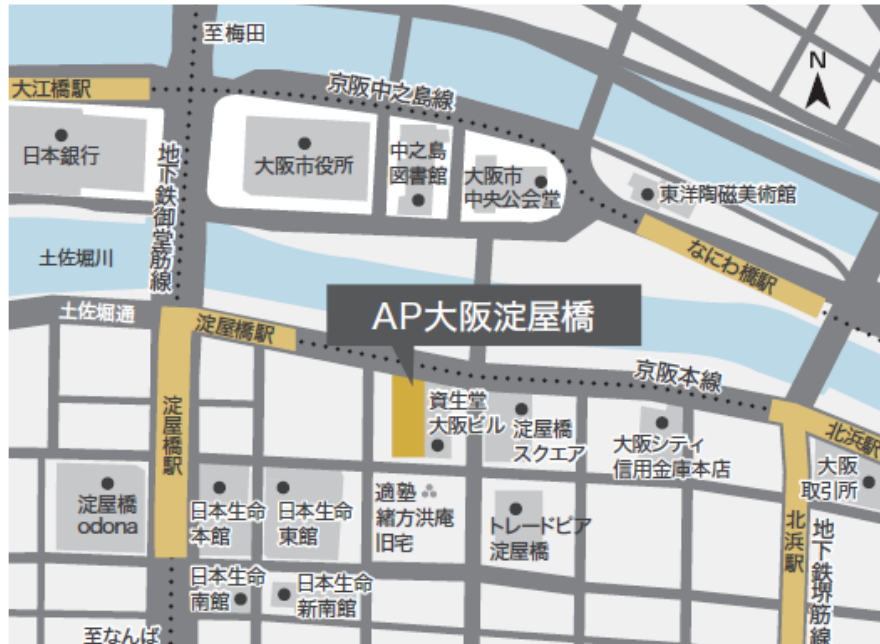 至梅田
N
大江橋駅
京阪中之島線
日本銀行
地下鉄御堂筋線
大阪市役所
中之島
図書館
大阪市
中央公会堂
東洋陶磁美術館
なにわ橋駅
土佐堀川
土佐堀通
淀屋橋駅
AP大阪淀屋橋
京阪本線
淀屋橋駅
資生堂
大阪ビル
淀屋橋
スクエア
大阪シティ
信用金庫本店
北浜駅
大阪
取引所
淀屋橋
odona
日本生命
本館
日本生命
東館
適塾
緒方洪庵
旧宅
トレードピア
淀屋橋
北浜駅
地下鉄堺筋線
日本生命
南館
日本生命
新南館
至なんば